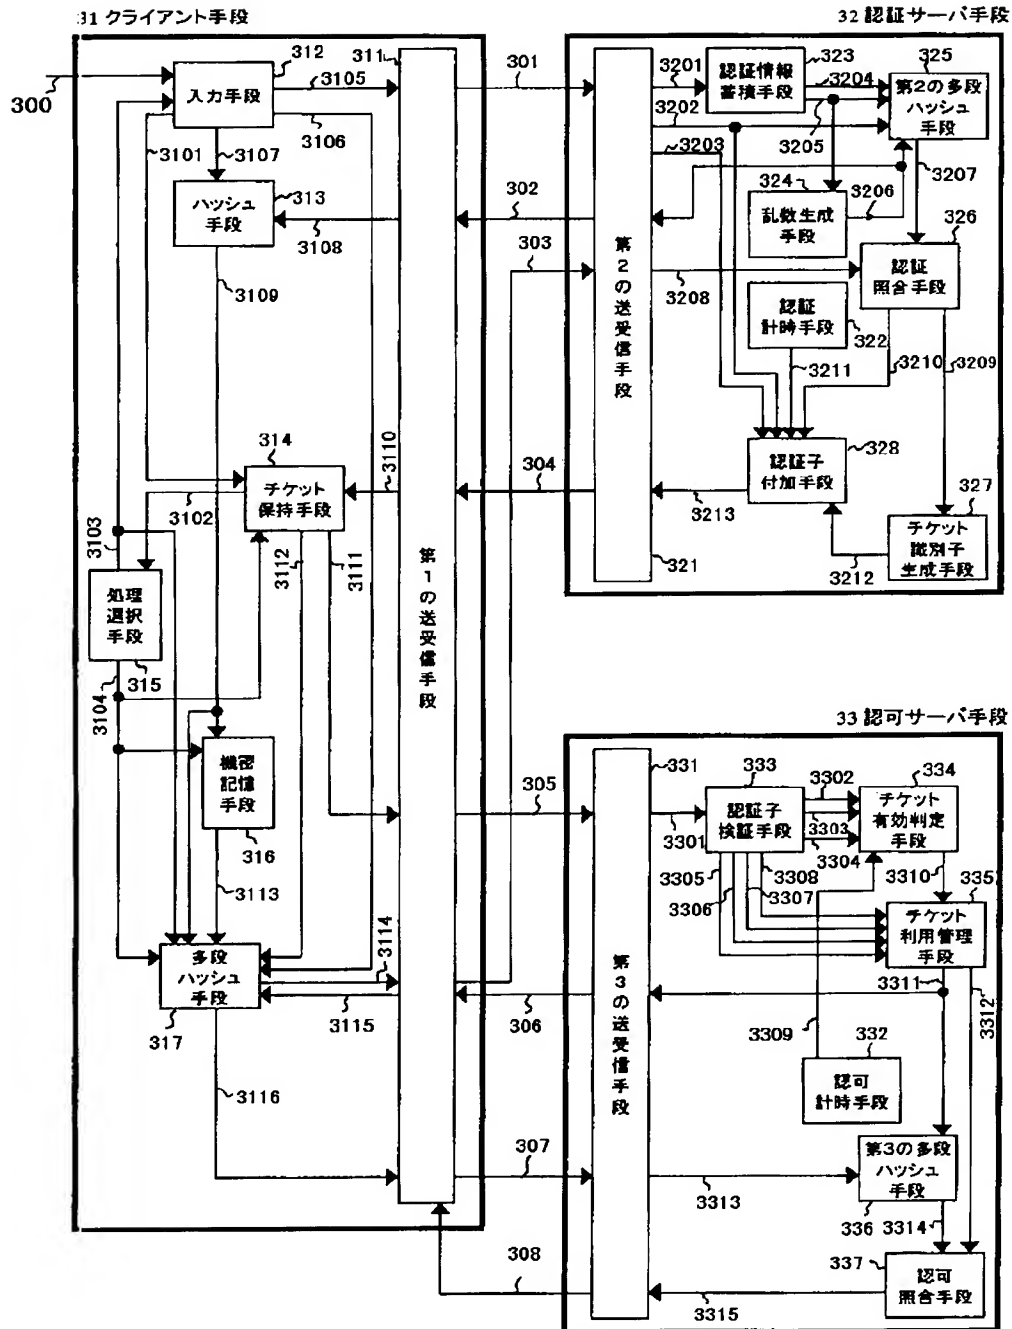 31 クライアント手段
32 認証サーバ手段
300
312
入力手段
3105
3106
3101
3107
313
ハッシュ
手段
3108
3109
311
第1の送受信手段
314
チケット
保持手段
3110
3102
3103
3112
3111
処理
選択
手段
3104
315
機密
記憶
手段
316
3113
多段
ハッシュ
手段
317
3114
3115
3116
301
302
303
304
305
306
307
308
第2の送受信手段
321
3201
3202
3203
323
認証情報
蓄積手段
3204
3205
325
第2の多段
ハッシュ
手段
324
乱数生成
手段
3206
3207
326
認証
照合手段
3208
認証
計時手段
322
3211
3210
3209
328
認証子
付加手段
3213
3212
327
チケット
識別子
生成手段
33 認可サーバ手段
331
第3の送受信手段
3301
333
認証子
検証手段
3302
3303
3304
334
チケット
有効判定
手段
3305
3306
3308
3307
3310
335
チケット
利用管理
手段
3311
3312
3309
332
認可
計時手段
第3の多段
ハッシュ
手段
3313
336
3314
337
認可
照合手段
3315